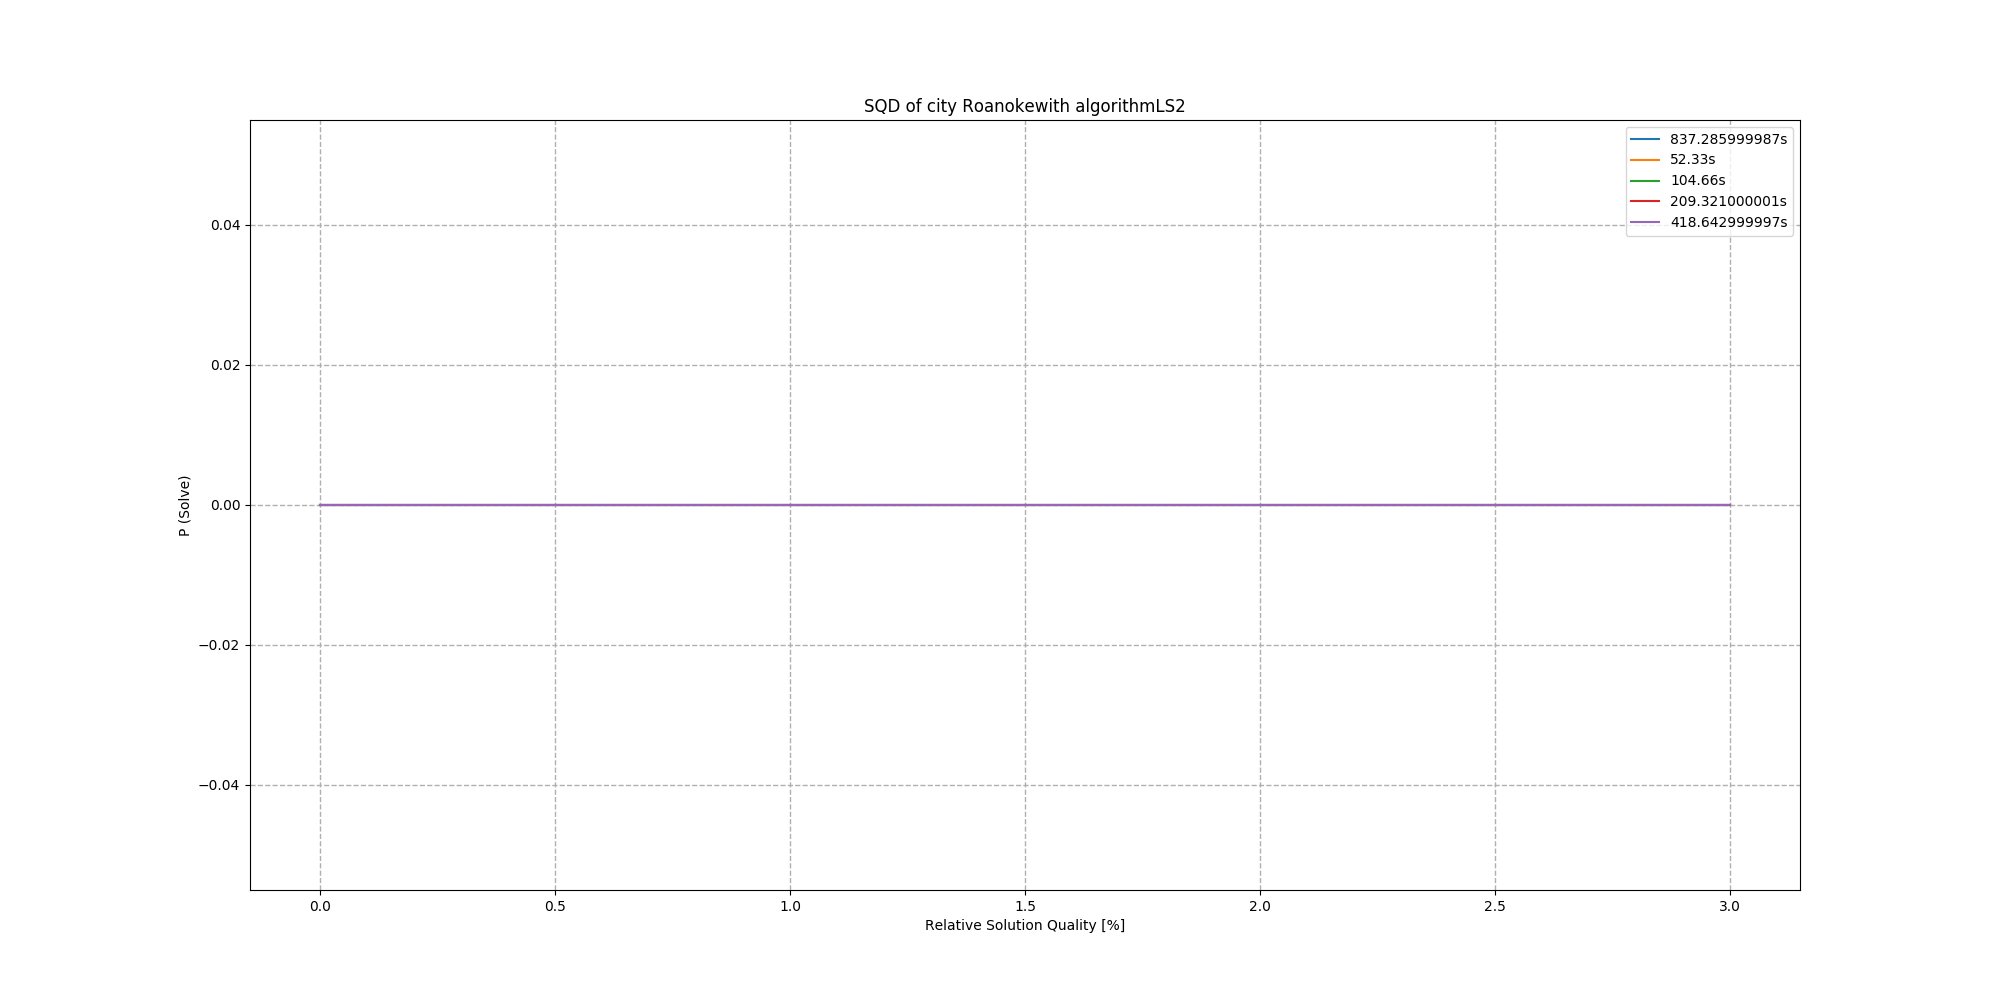 SQD of city Roanokewith algorithmLS2
837.285999987s
52.33s
104.66s
209.321000001s
418.642999997s
0.04
0.02
0.00
−0.02
−0.04
P (Solve)
0.0 0.5 1.0 1.5 2.0 2.5 3.0
Relative Solution Quality [%]